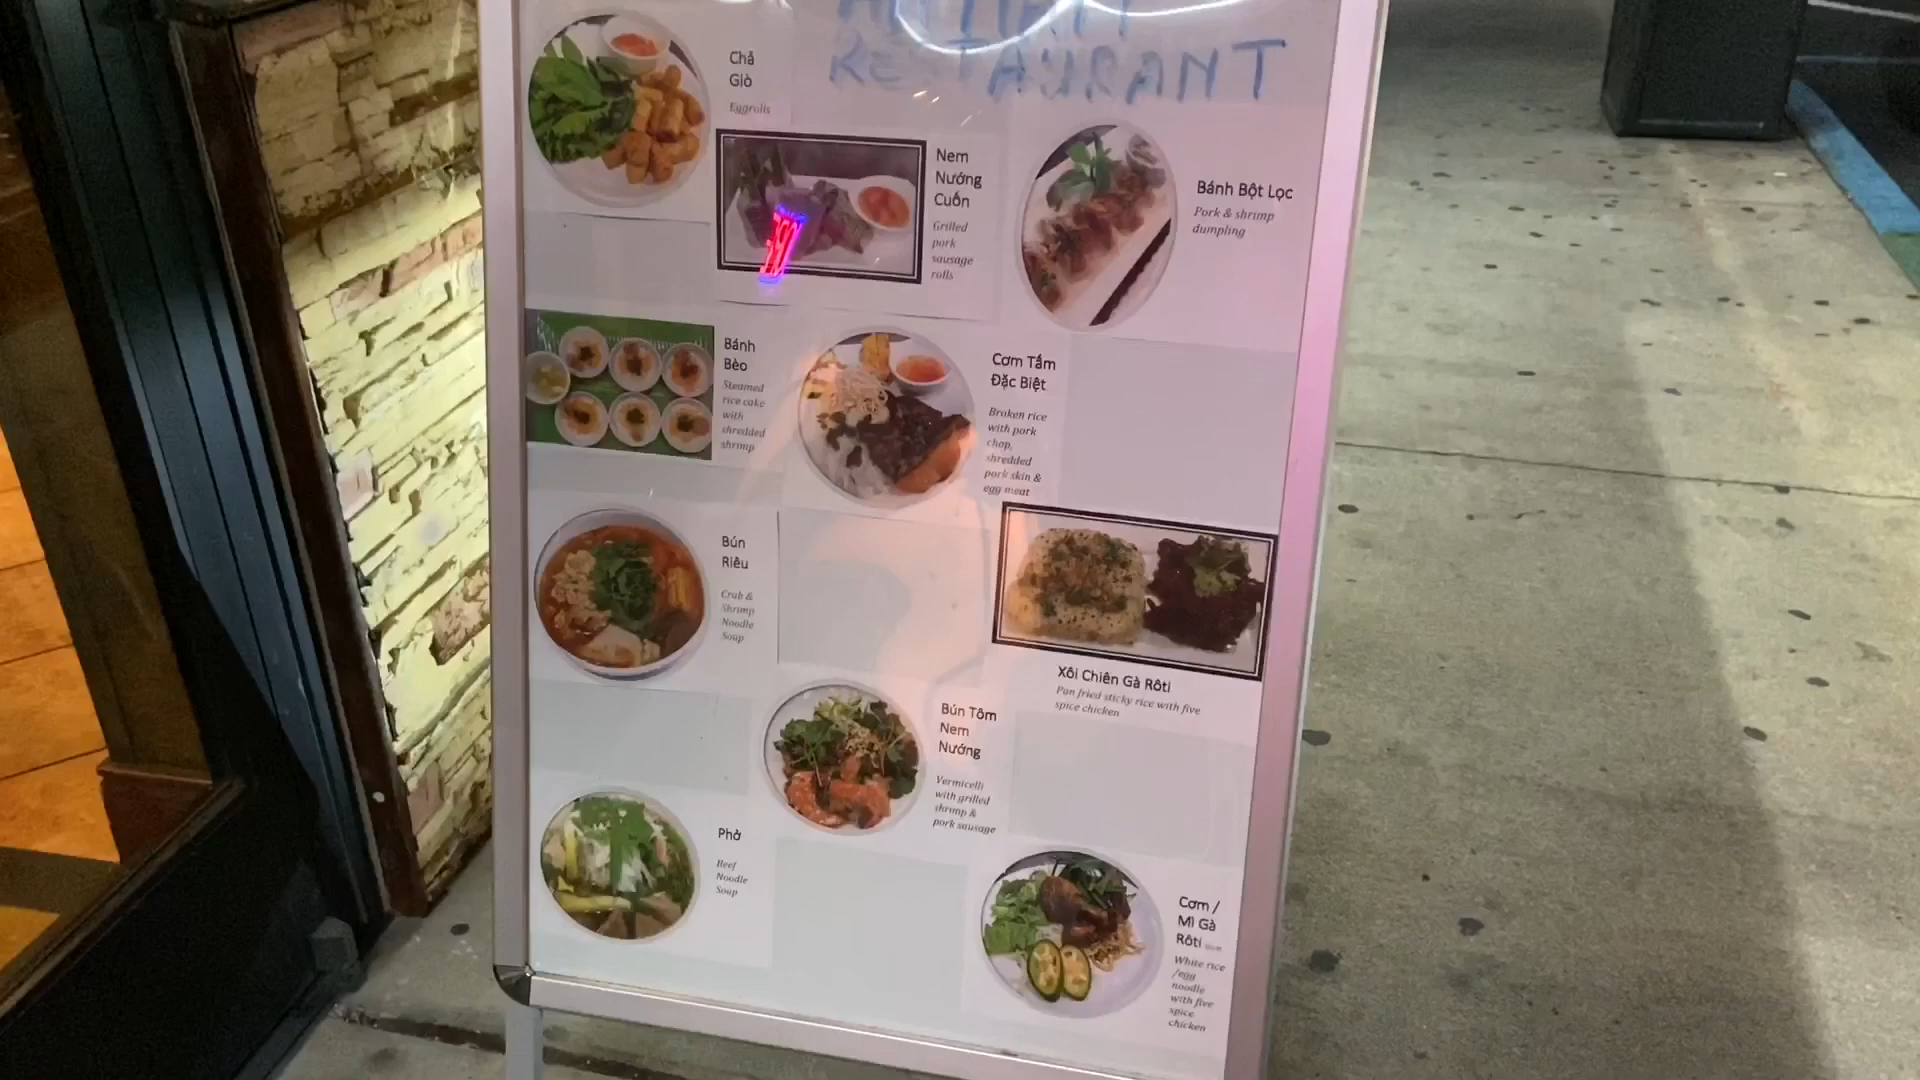 RESTAURANT
Chả
Giò
Eggrolls
Nem
Nướng
Cuốn
Grilled
pork
sausage
rolls
Bánh Bột Lọc
Pork & shrimp
dumpling
Bánh
Bèo
Steamed
rice cake
with
shredded
shrimp
Cơm Tấm
Đặc Biệt
Broken rice
with pork
chop,
shredded
pork skin &
egg meat
Bún
Riêu
Crab &
Shrimp
Noodle
Soup
Xôi Chiên Gà Rôti
Pan fried sticky rice with five
spice chicken
Bún Tôm
Nem
Nướng
Vermicelli
with grilled
shrimp &
pork sausage
Phở
Beef
Noodle
Soup
Cơm /
Mì Gà
Rôti
White rice
/egg
noodle
with five
spice
chicken